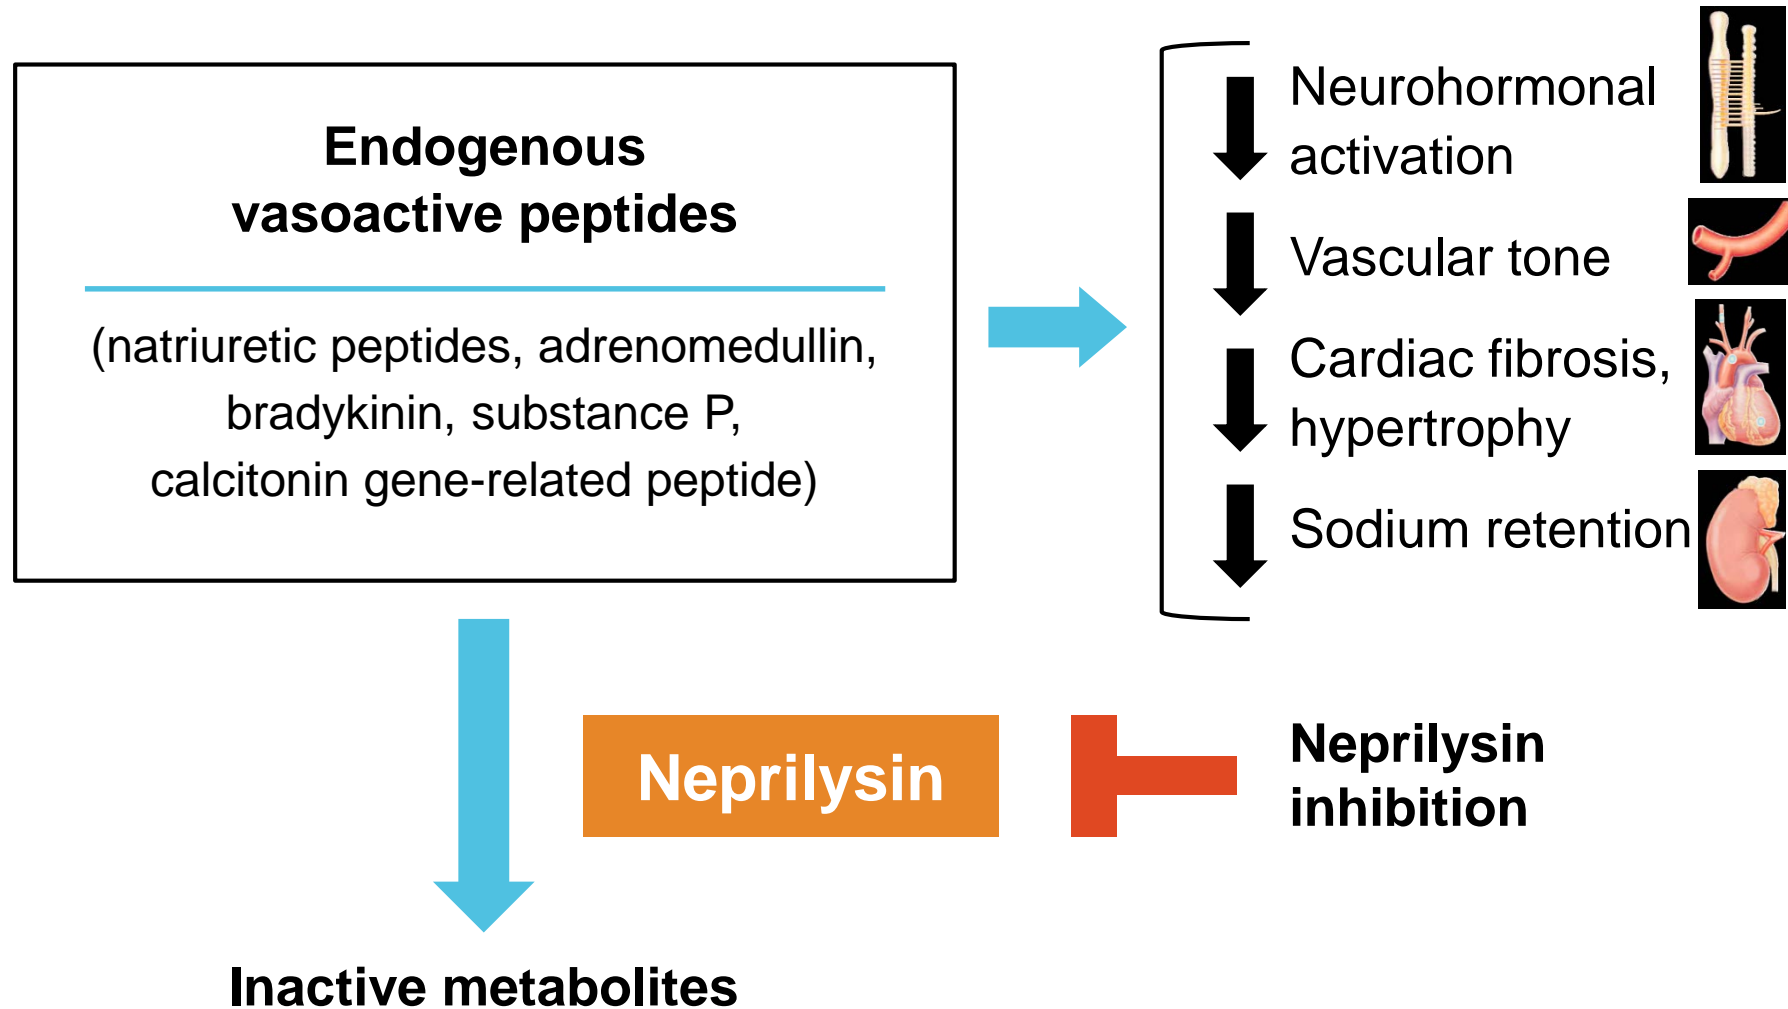 Endogenous
vasoactive peptides
(natriuretic peptides, adrenomedullin,
bradykinin, substance P,
calcitonin gene-related peptide)
Neurohormonal
activation
Vascular tone
Cardiac fibrosis,
hypertrophy
Sodium retention
Neprilysin
Neprilysin
inhibition
Inactive metabolites